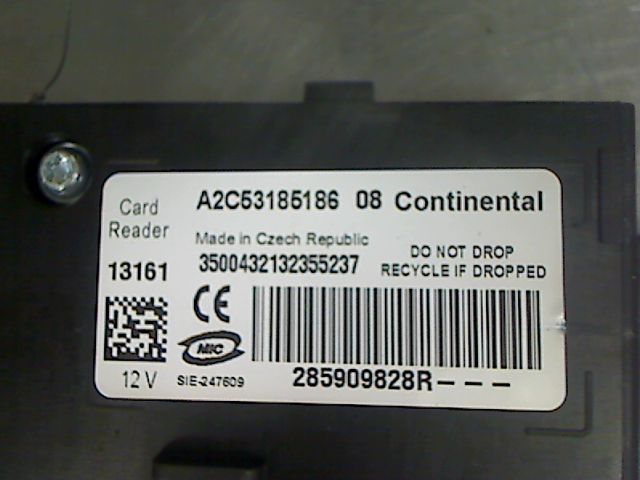 Card Reader
A2C53185186 08 Continental
Made in Czech Republic
13161
3500432132355237
DO NOT DROP
RECYCLE IF DROPPED
CE
MIC
12 V
SIE-247609
285909828R---